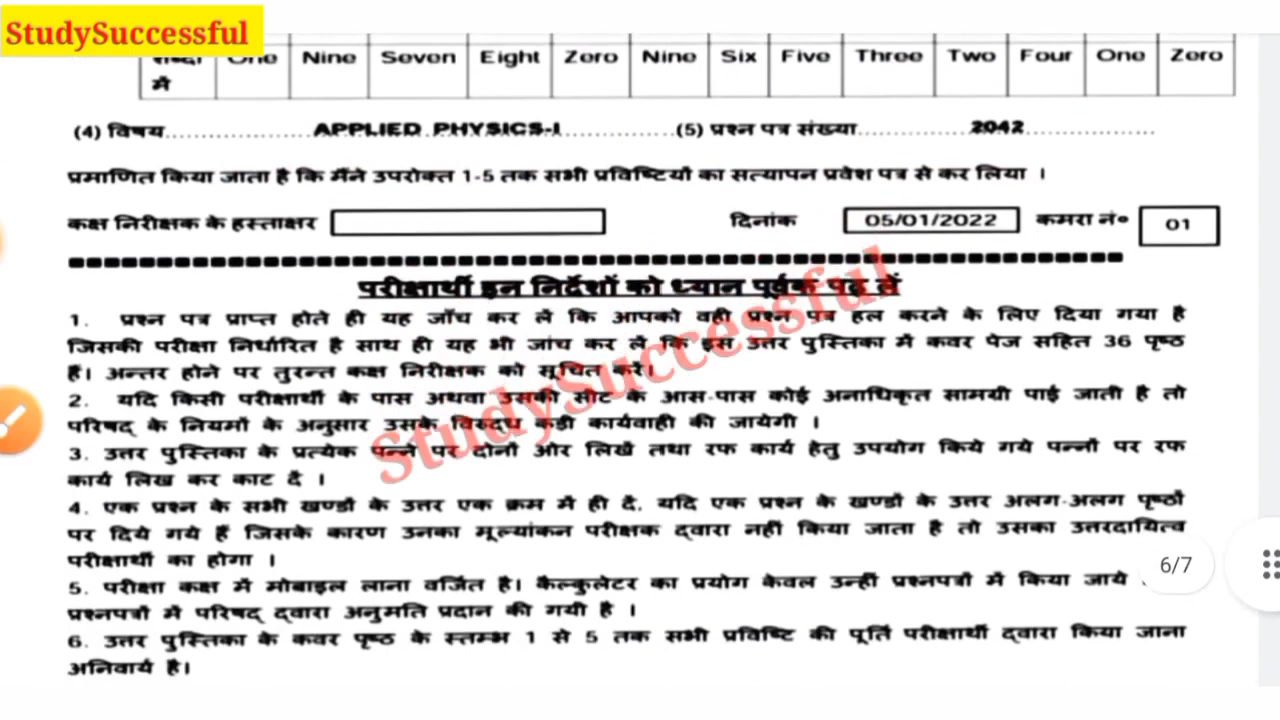 StudySuccessful
शब्दों One Nine Seven Eight Zero Nine Six Five Three Two Four One Zero
में
(4) विषय.................... APPLIED PHYSICS-I .................(5) प्रश्न पत्र संख्या................ 2042 ..................
प्रमाणित किया जाता है कि मैंने उपरोक्त 1-5 तक सभी प्रविष्टियों का सत्यापन प्रवेश पत्र से कर लिया ।
कक्ष निरीक्षक के हस्ताक्षर दिनांक 05/01/2022 कमरा नं० 01
परीक्षार्थी इन निर्देशों को ध्यान पूर्वक पढ़ लें
1. प्रश्न पत्र प्राप्त होते ही यह जाँच कर लें कि आपको वही प्रश्न पत्र हल करने के लिए दिया गया है
जिसकी परीक्षा निर्धारित है साथ ही यह भी जांच कर लें कि इस उत्तर पुस्तिका में कवर पेज सहित 36 पृष्ठ
हैं। अन्तर होने पर तुरन्त कक्ष निरीक्षक को सूचित करें।
2. यदि किसी परीक्षार्थी के पास अथवा उसकी सीट के आस-पास कोई अनाधिकृत सामग्री पाई जाती है तो
परिषद् के नियमों के अनुसार उसके विरुद्ध कड़ी कार्यवाही की जायेगी ।
3. उत्तर पुस्तिका के प्रत्येक पन्ने पर दोनों ओर लिखें तथा रफ कार्य हेतु उपयोग किये गये पन्नों पर रफ
कार्य लिख कर काट दें ।
4. एक प्रश्न के सभी खण्डों के उत्तर एक क्रम में ही दें, यदि एक प्रश्न के खण्डों के उत्तर अलग-अलग पृष्ठों
पर दिये गये हैं जिसके कारण उनका मूल्यांकन परीक्षक द्वारा नहीं किया जाता है तो उसका उत्तरदायित्व
परीक्षार्थी का होगा ।
5. परीक्षा कक्ष में मोबाइल लाना वर्जित है। कैल्कुलेटर का प्रयोग केवल उन्हीं प्रश्नपत्रों में किया जाये
प्रश्नपत्रों में परिषद् द्वारा अनुमति प्रदान की गयी है ।
6. उत्तर पुस्तिका के कवर पृष्ठ के स्तम्भ 1 से 5 तक सभी प्रविष्टि की पूर्ति परीक्षार्थी द्वारा किया जाना
अनिवार्य है।
StudySuccessful
6/7